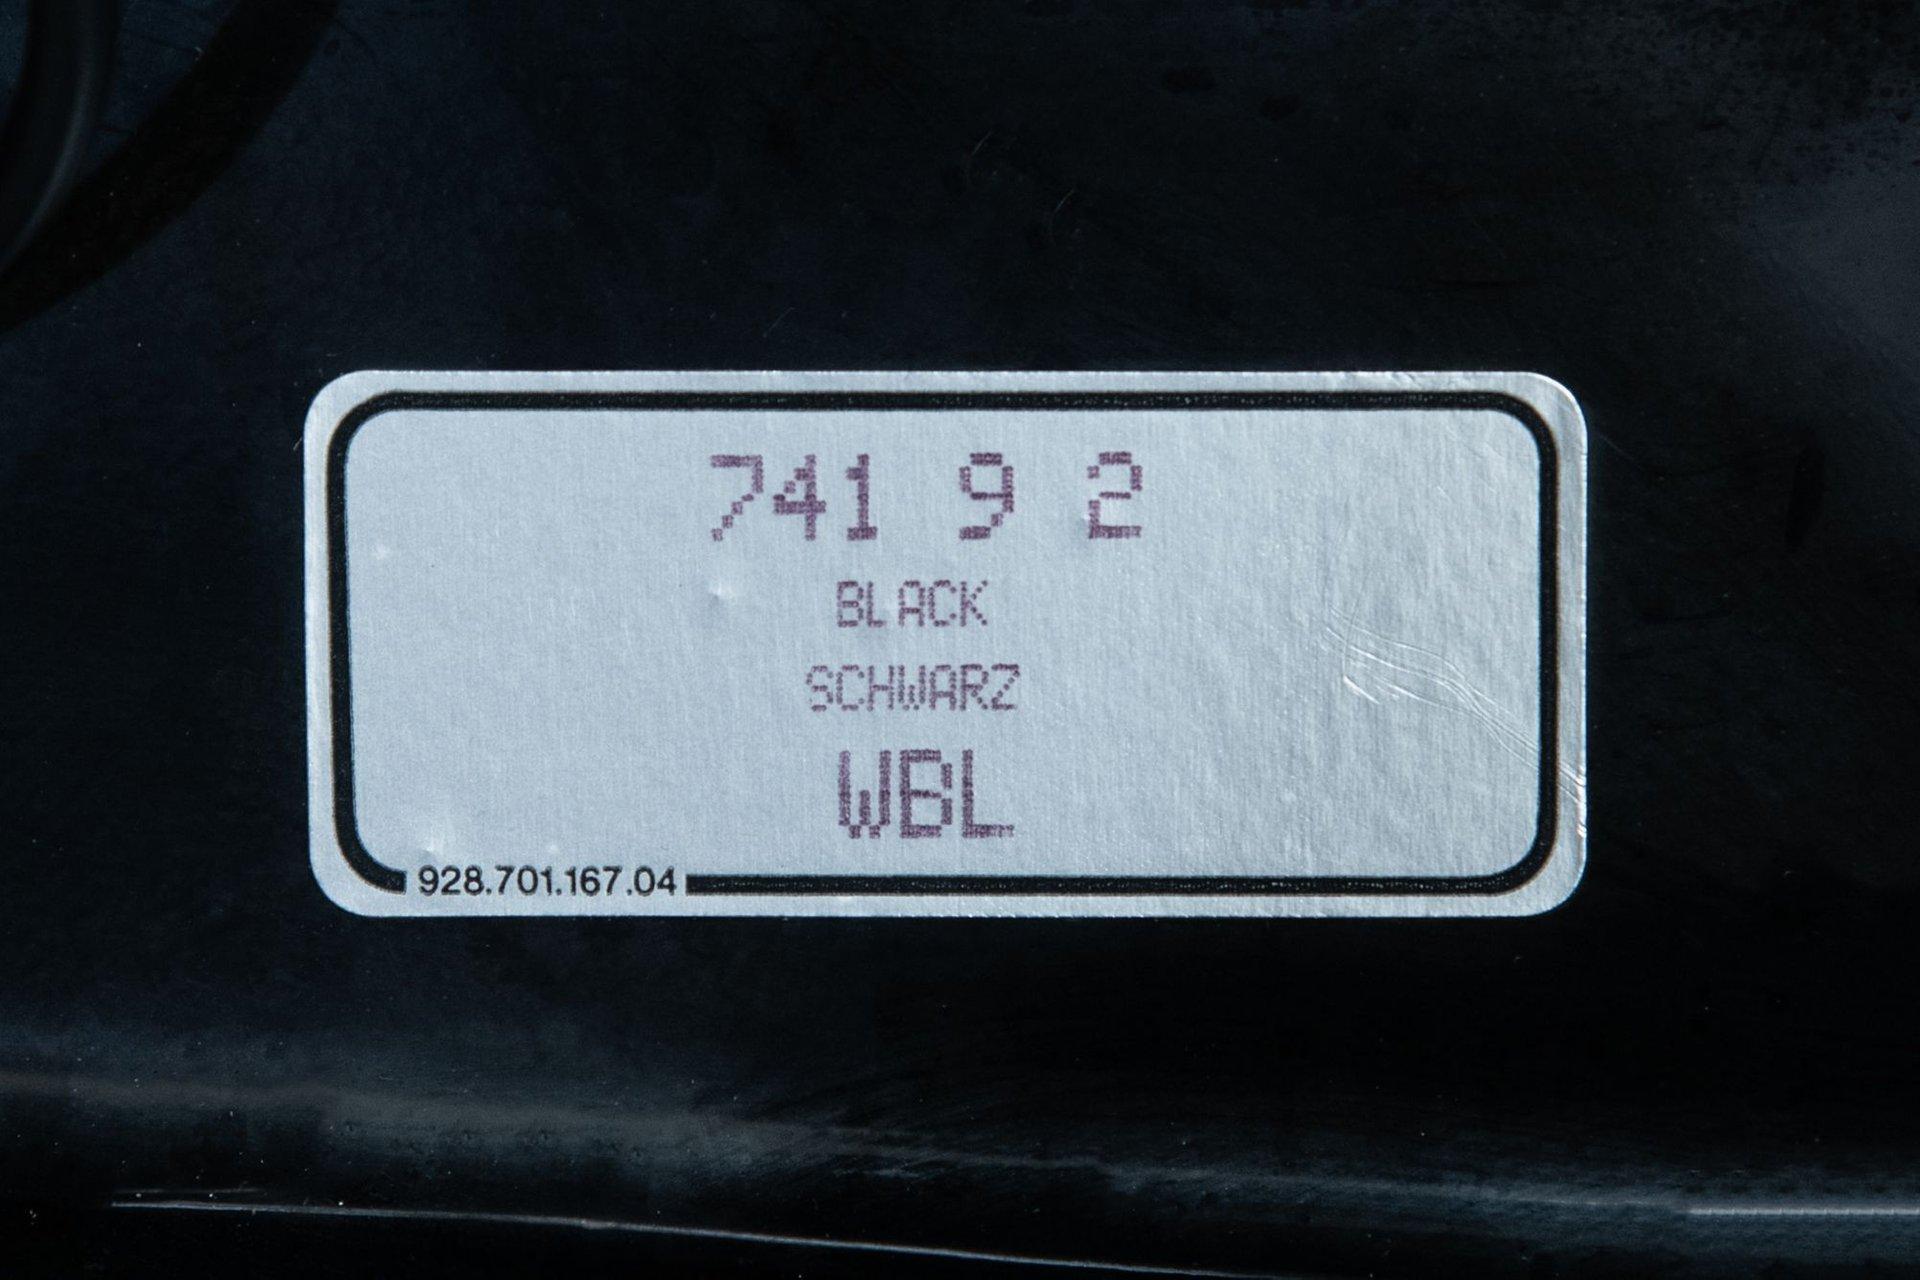 741 9 2
BLACK
SCHWARZ
WBL
928.701.167.04